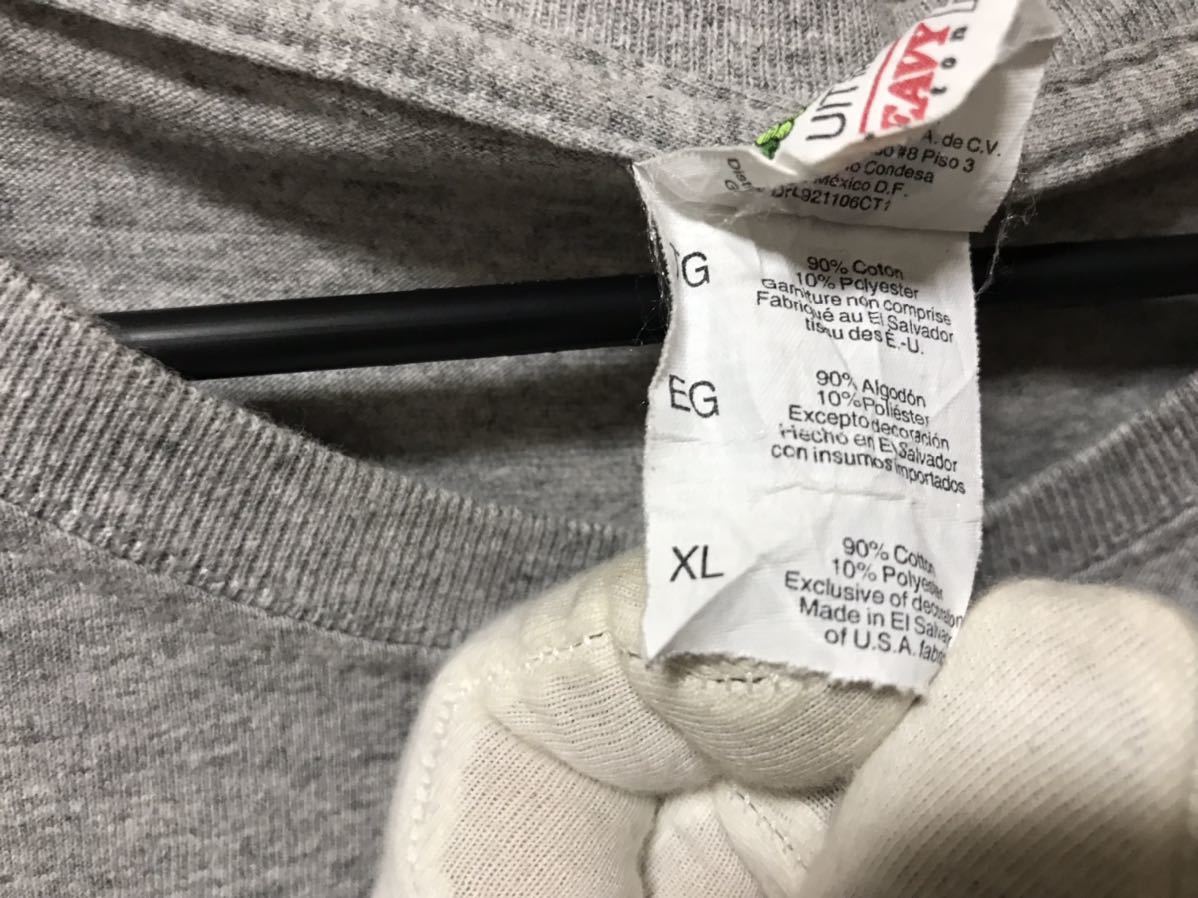 EAVY
A. de C.V.
#8 Piso 3
Condesa
México D.F.
90% Coton
10% Polyester
Garniture non comprise
Fabriqué au El Salvador
tissu des É.-U.
EG
90% Algodón
10% Poliéster
Excepto decoración
Hecho en El Salvador
con insumos importados
XL
90% Cotton
10% Polyester
Exclusive of decoration
Made in El Salvador
of U.S.A. fabric